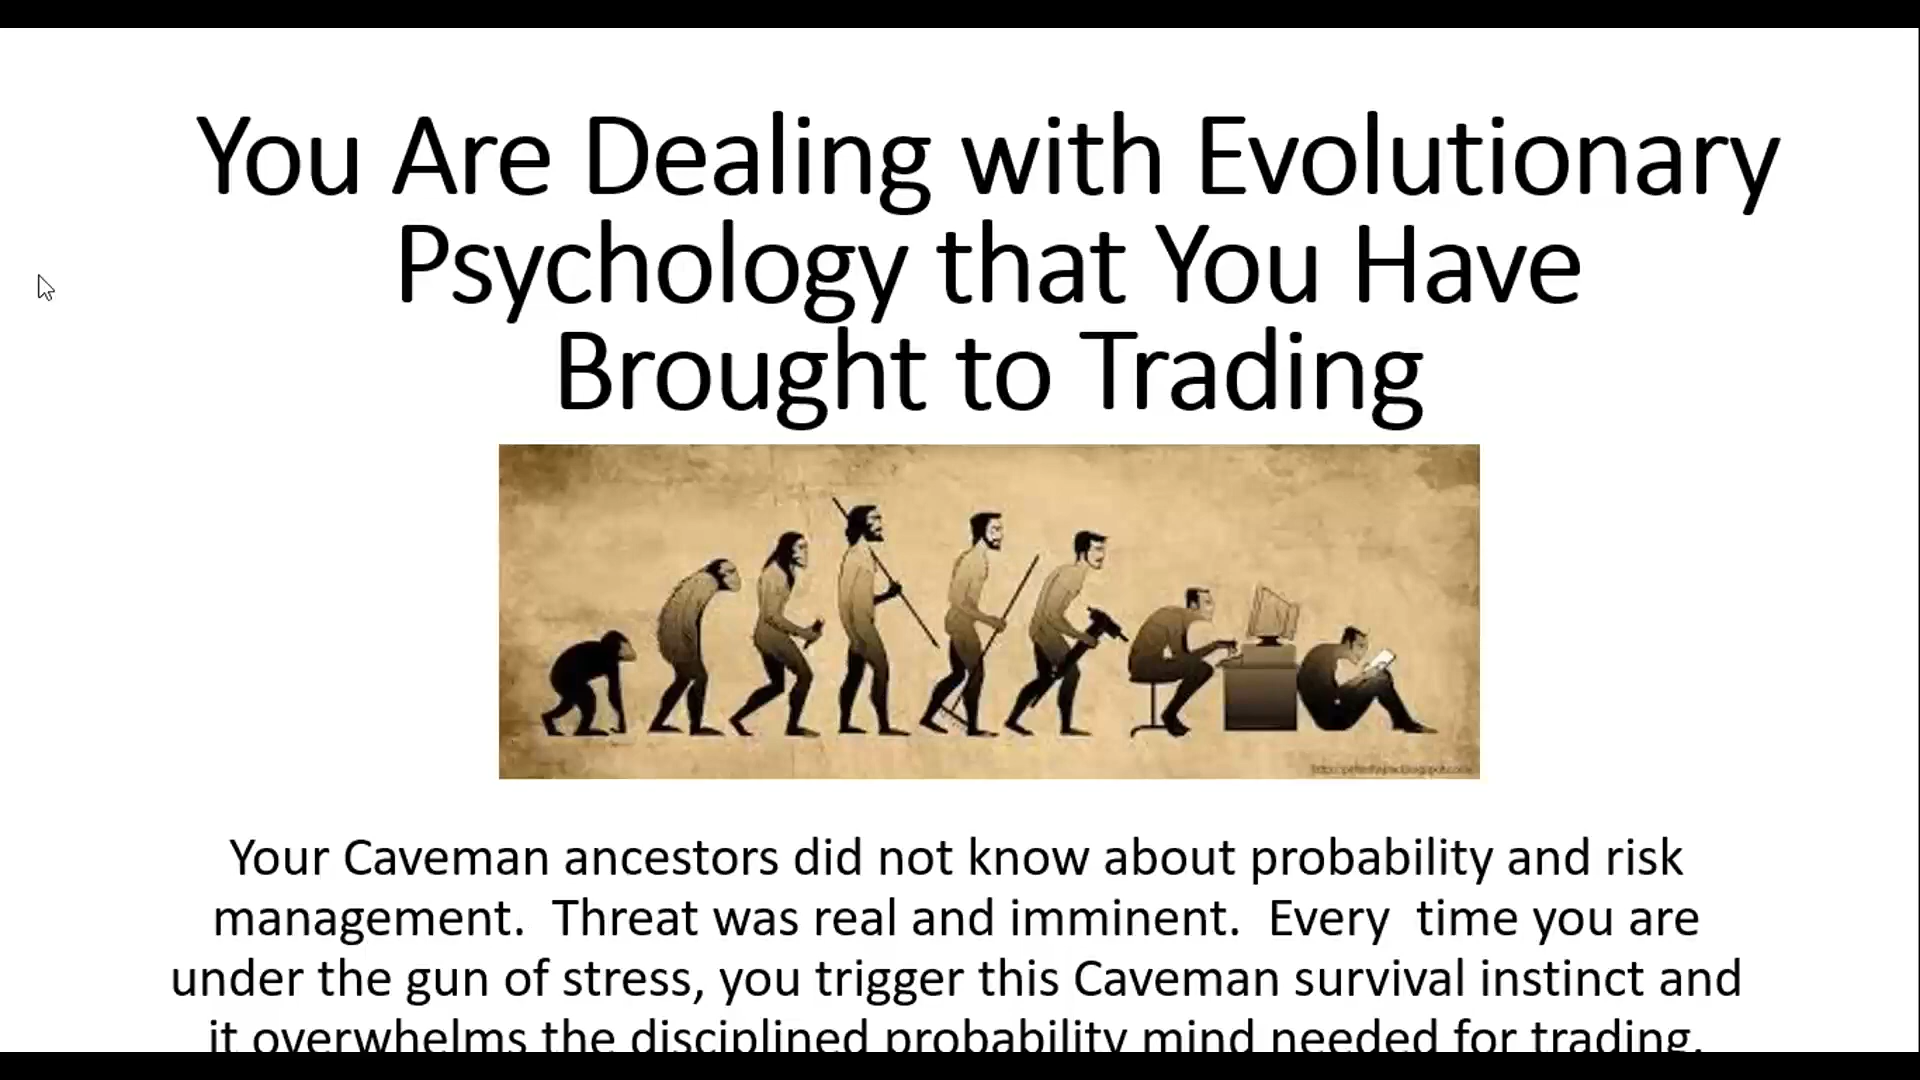 You Are Dealing with Evolutionary
Psychology that You Have
Brought to Trading
Your Caveman ancestors did not know about probability and risk
management.  Threat was real and imminent.  Every  time you are
under the gun of stress, you trigger this Caveman survival instinct and
it overwhelms the disciplined probability mind needed for trading.